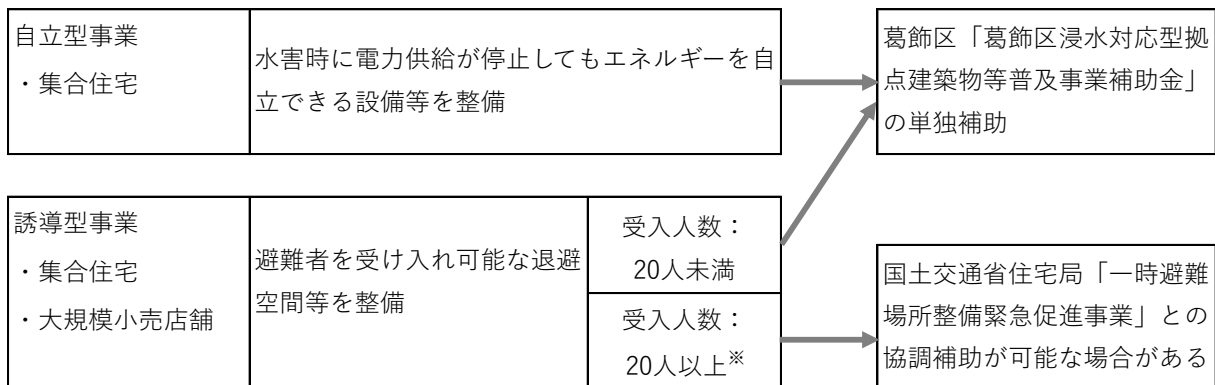 自立型事業
・集合住宅
水害時に電力供給が停止してもエネルギーを自
立できる設備等を整備
葛飾区「葛飾区浸水対応型拠
点建築物等普及事業補助金」
の単独補助
誘導型事業
・集合住宅
・大規模小売店舗
避難者を受け入れ可能な退避
空間等を整備
受入人数：
20人未満
受入人数：
20人以上※
国土交通省住宅局「一時避難
場所整備緊急促進事業」との
協調補助が可能な場合がある